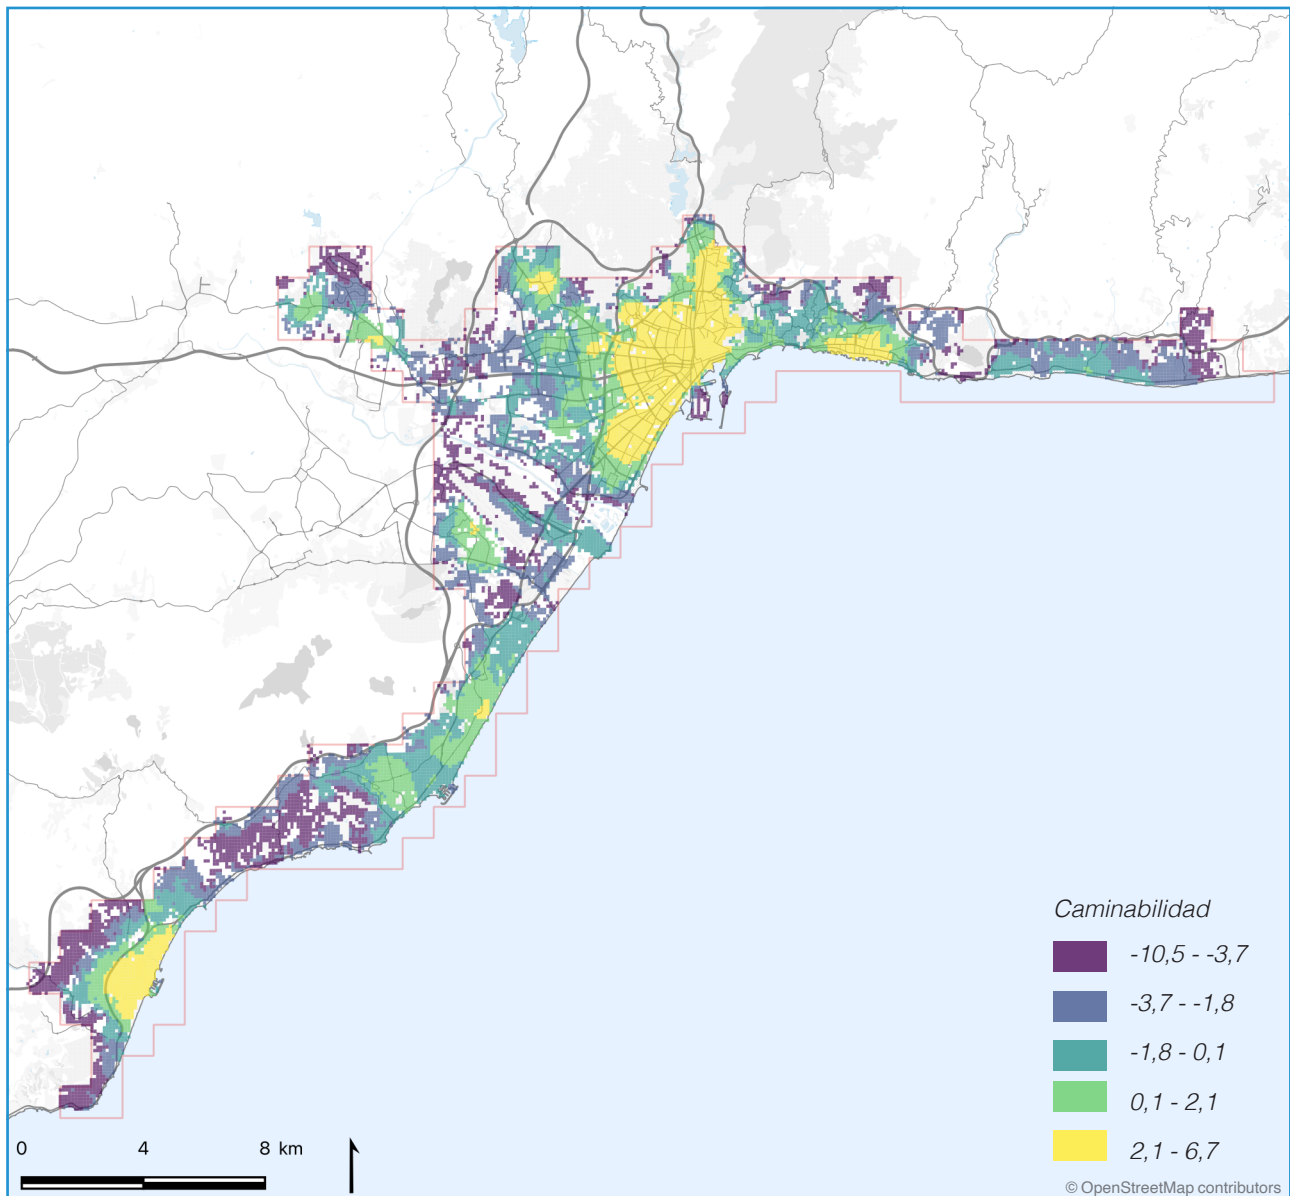 Caminabilidad
-10,5 - -3,7
-3,7 - -1,8
-1,8 - 0,1
0,1 - 2,1
2,1 - 6,7
0 4 8 km
© OpenStreetMap contributors